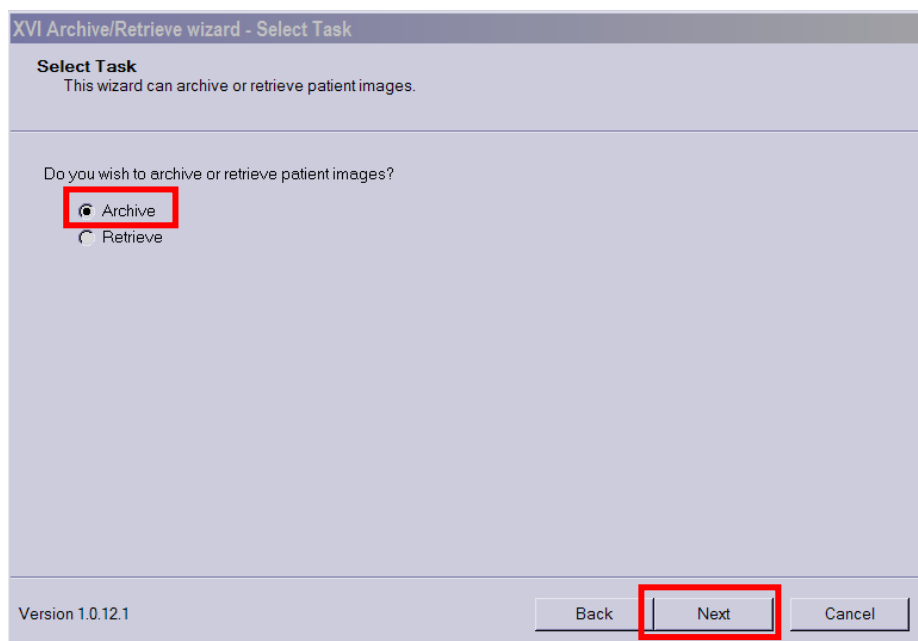 XVI Archive/Retrieve wizard - Select Task
Select Task
This wizard can archive or retrieve patient images.
Do you wish to archive or retrieve patient images?
Archive
Retrieve
Version 1.0.12.1
Back Next Cancel